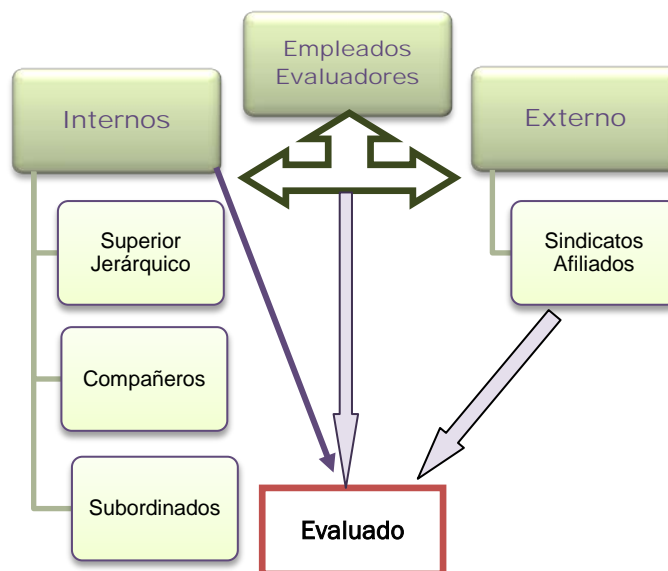 Empleados
Evaluadores
Internos
Externo
Superior
Jerárquico
Sindicatos
Afiliados
Compañeros
Subordinados
Evaluado